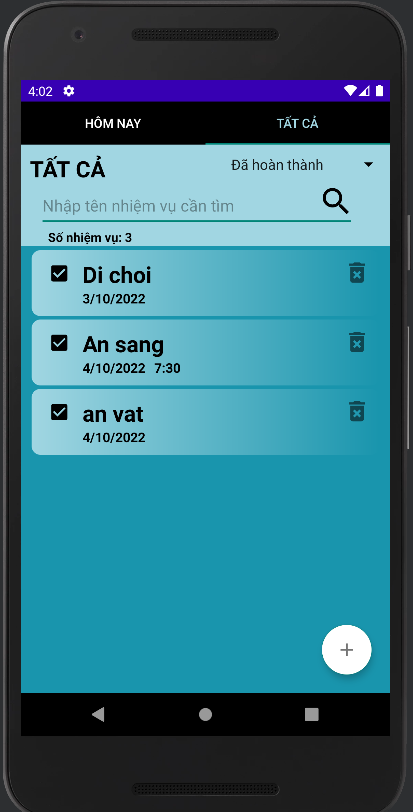 4:02
HÔM NAY
TẤT CẢ
TẤT CẢ
Đã hoàn thành
Nhập tên nhiệm vụ cần tìm
Số nhiệm vụ: 3
Di choi
3/10/2022
An sang
4/10/2022 7:30
an vat
4/10/2022